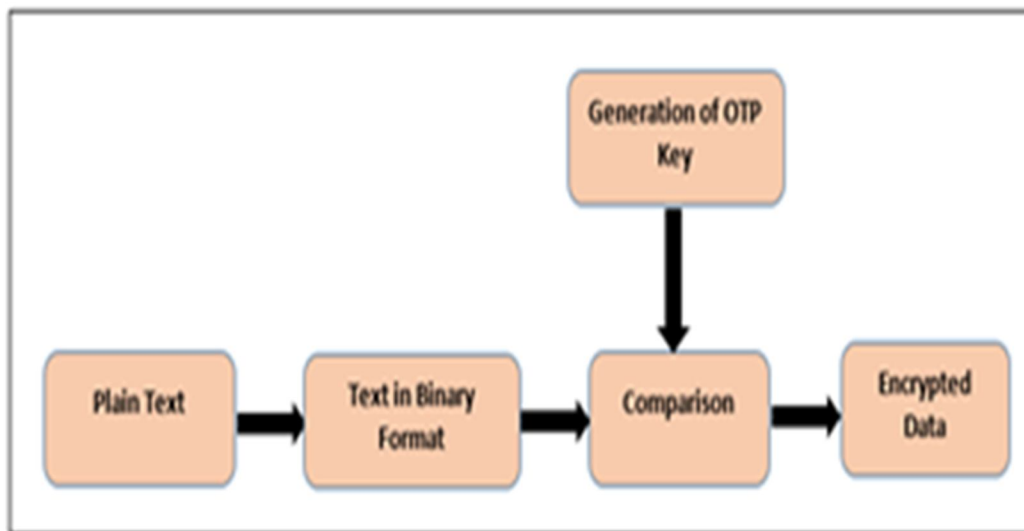 Generation of OTP
Key
Plain Text
Text in Binary
Format
Comparison
Encrypted
Data